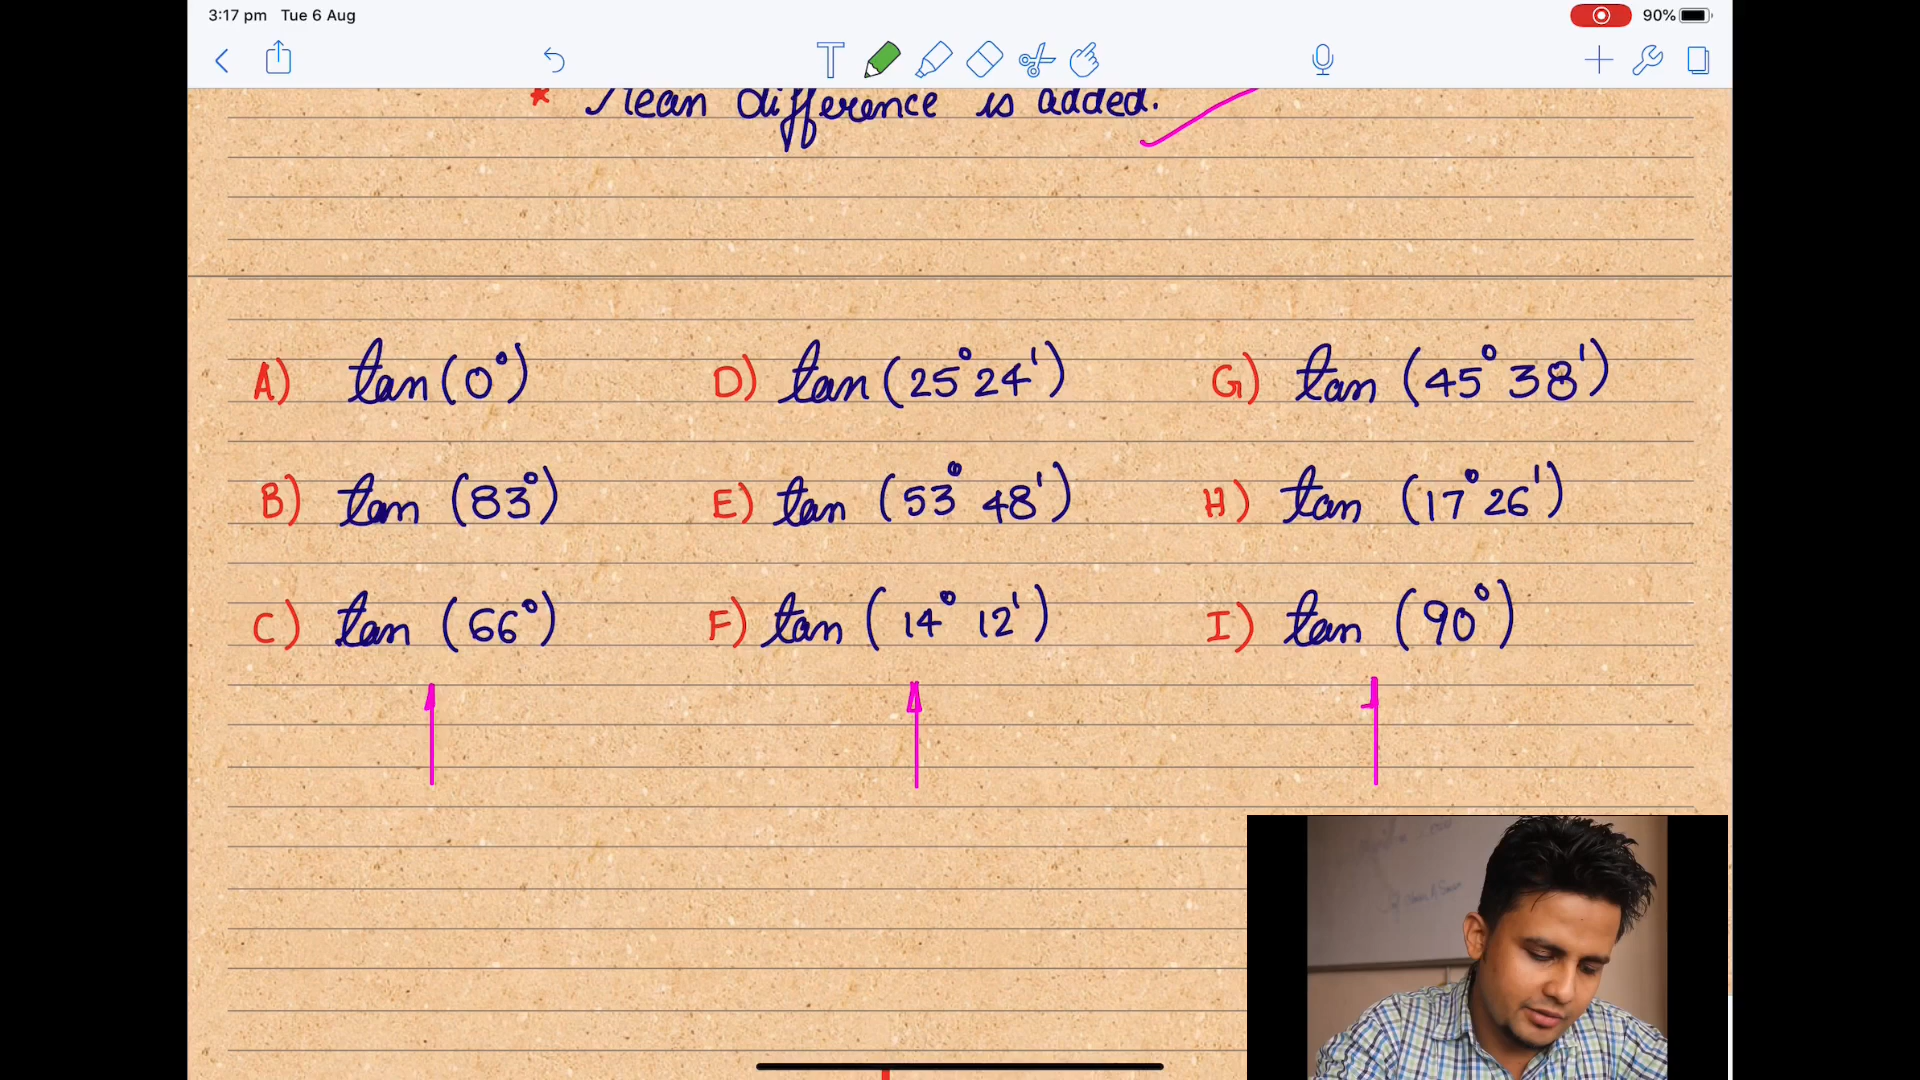 3:17 pm Tue 6 Aug
90%
T
* Mean difference is added.
A) tan(0°) D) tan(25°24') G) tan(45°38')
B) tan(83°) E) tan(53°48') H) tan(17°26')
C) tan(66°) F) tan(14°12') I) tan(90°)